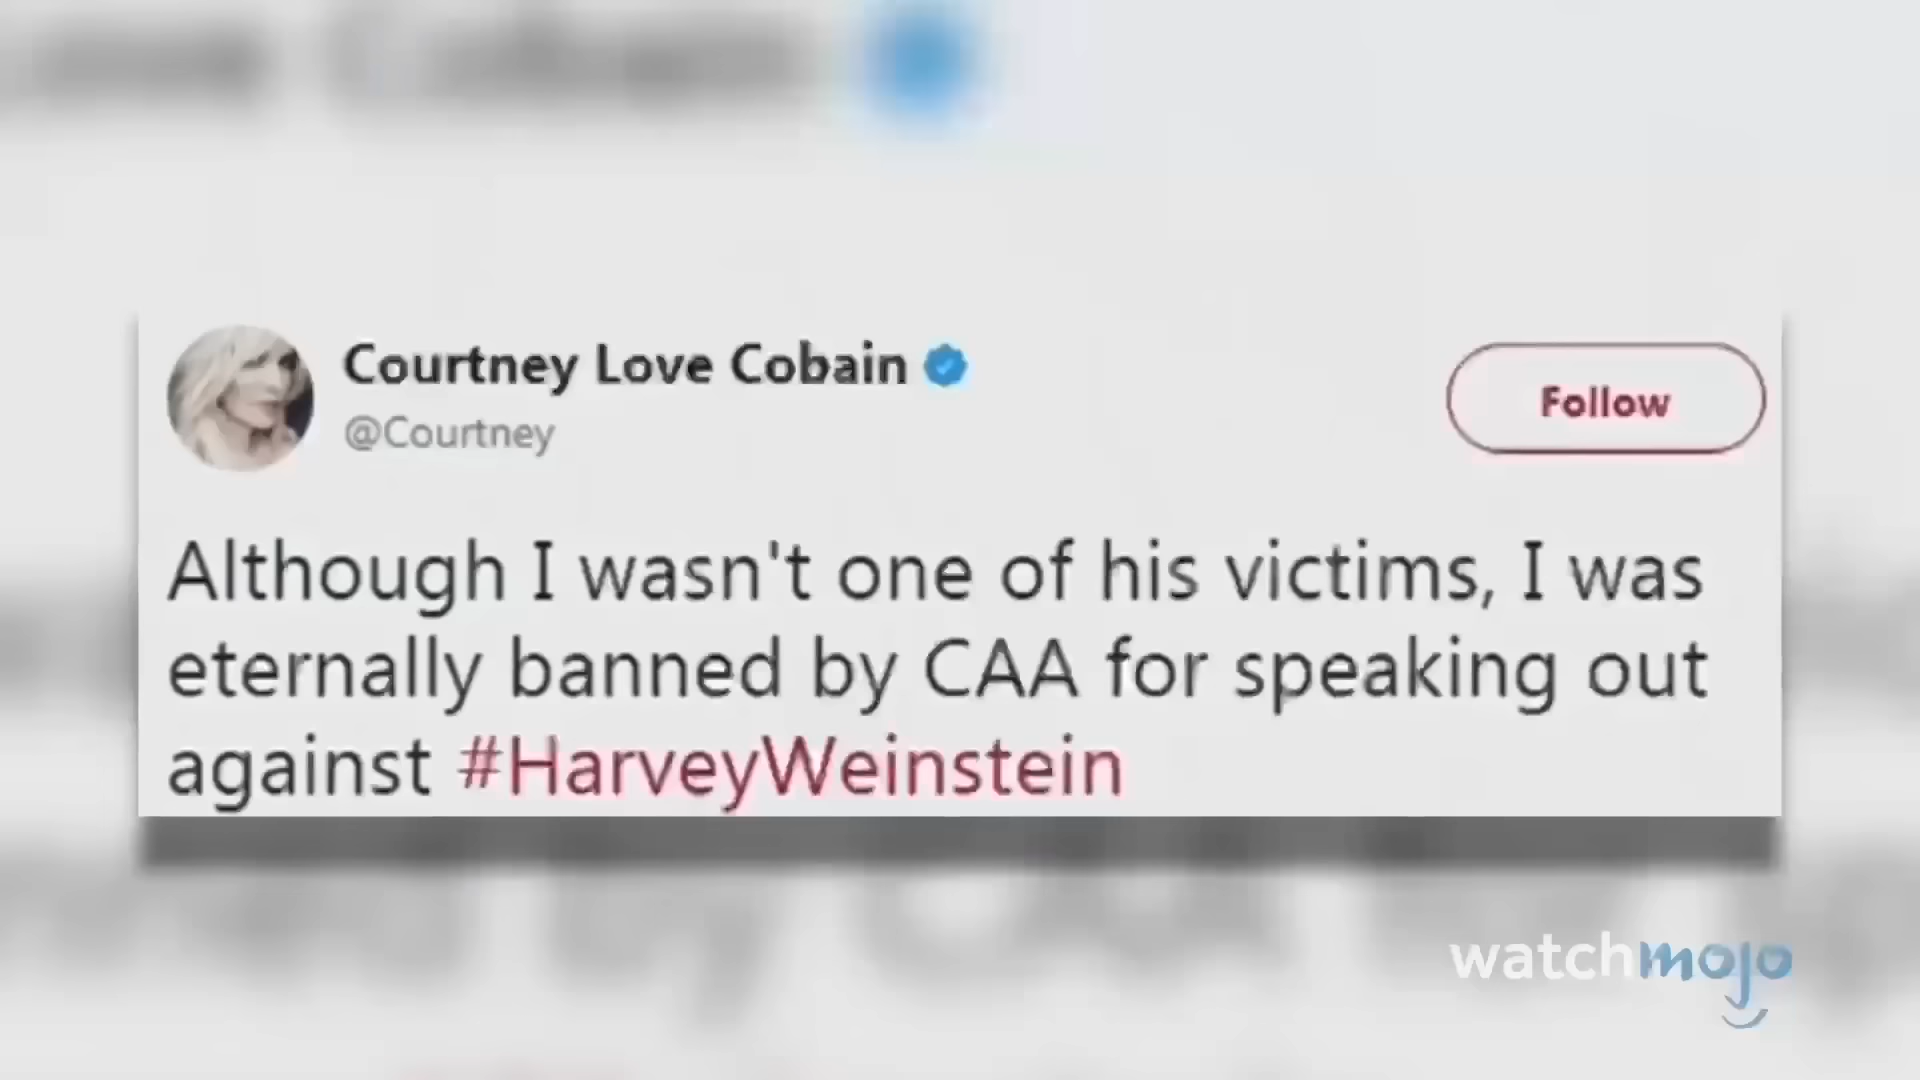 Courtney Love Cobain
@Courtney
Follow
Although I wasn't one of his victims, I was
eternally banned by CAA for speaking out
against #HarveyWeinstein
watchmojo